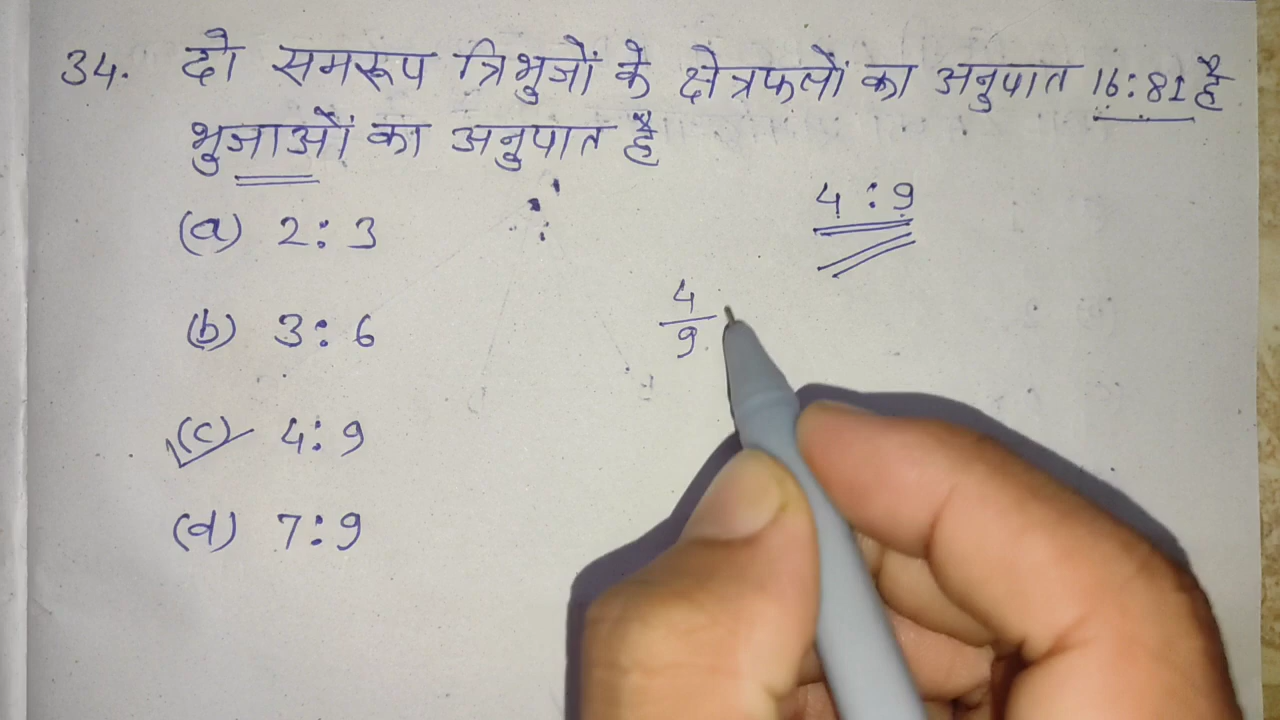 34. दो समरूप त्रिभुजों के क्षेत्रफलों का अनुपात 16:81 है
भुजाओं का अनुपात है
4:9
(a) 2:3
4
9
(b) 3:6
(c) 4:9
(d) 7:9